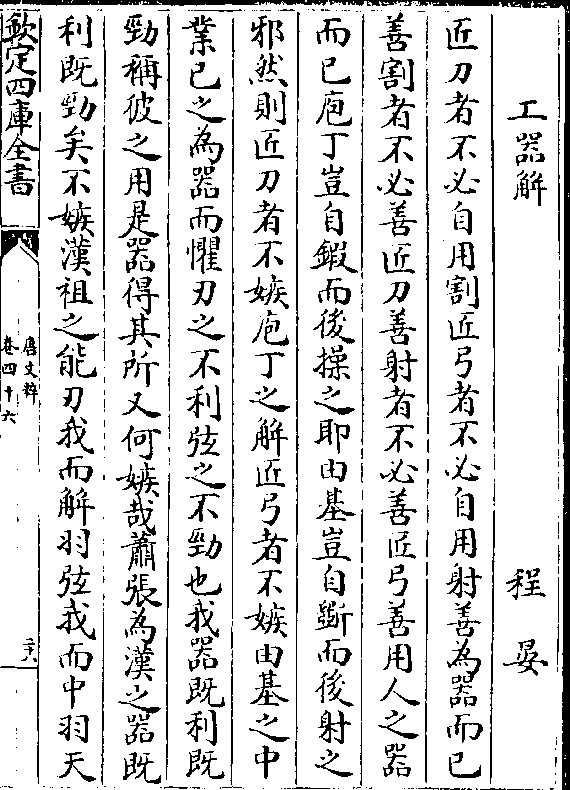 工器解
程晏
匠刀者不必自用割匠弓者不必自用射善為器而已
善割者不必善匠刀善射者不必善匠弓善用人之器
而已庖丁豈自鍜而後操之耶由基豈自斵而後射之
邪然則匠刀者不嫉庖丁之解匠弓者不嫉由基之中
業已之為器而懼刃之不利弦之不勁也我器既利既
勁稱彼之用是器得其所又何嫉哉蕭張為漢之器既
利既勁矣不嫉漢祖之能刃我而解羽弦我而中羽天
欽定四庫全書
唐文粹
卷四十六
二六